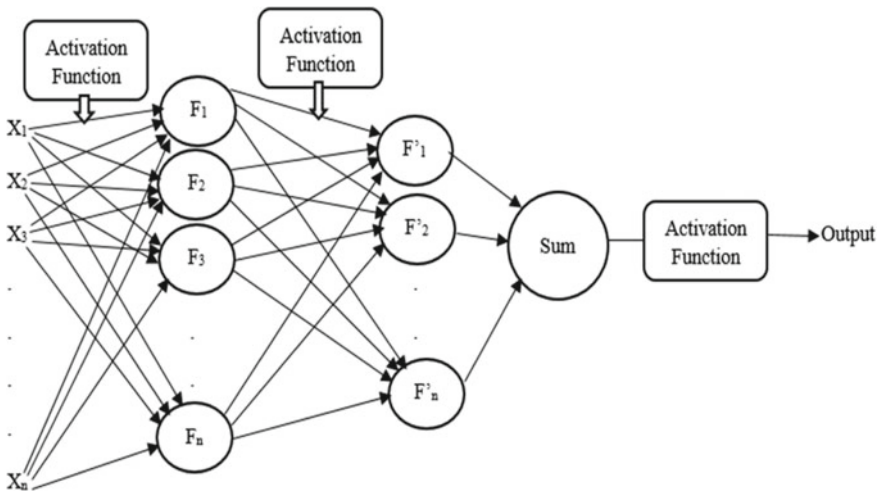 Activation
Function
Activation
Function
X₁
X₂
X₃
Xₙ
F₁
F₂
F₃
Fₙ
F’₁
F’₂
F’ₙ
Sum
Activation
Function
Output